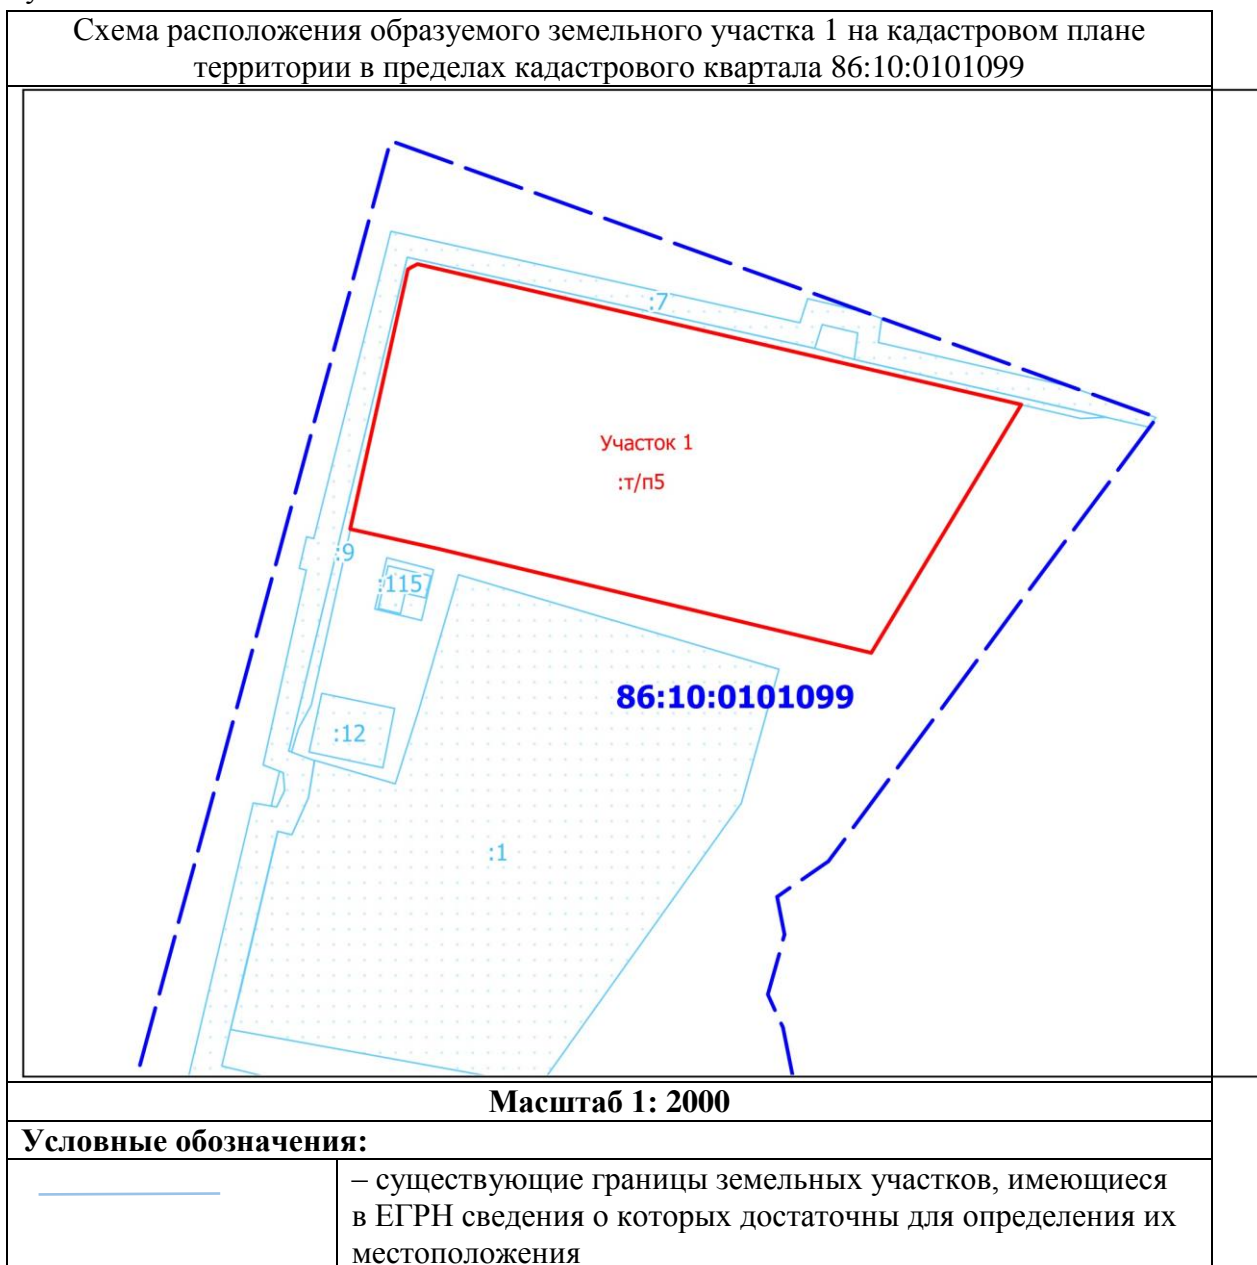 Схема расположения образуемого земельного участка 1 на кадастровом плане
территории в пределах кадастрового квартала 86:10:0101099
:7
Участок 1
:т/п5
:9
:115
86:10:0101099
:12
:1
Масштаб 1: 2000
Условные обозначения:
– существующие границы земельных участков, имеющиеся
в ЕГРН сведения о которых достаточны для определения их
местоположения